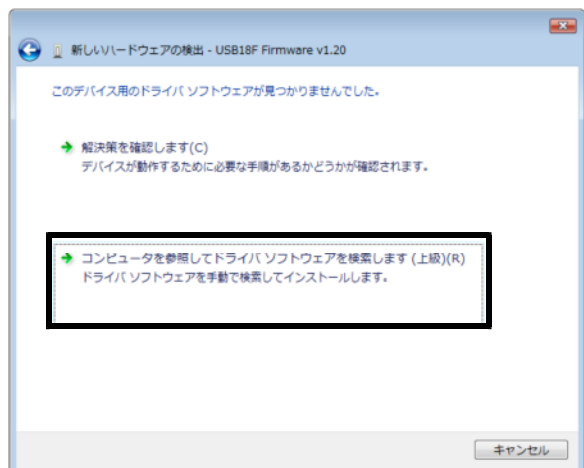 新しいハードウェアの検出 - USB18F Firmware v1.20
このデバイス用のドライバ ソフトウェアが見つかりませんでした。
解決策を確認します(C)
デバイスが動作するために必要な手順があるかどうかが確認されます。
コンピュータを参照してドライバ ソフトウェアを検索します (上級)(R)
ドライバ ソフトウェアを手動で検索してインストールします。
キャンセル